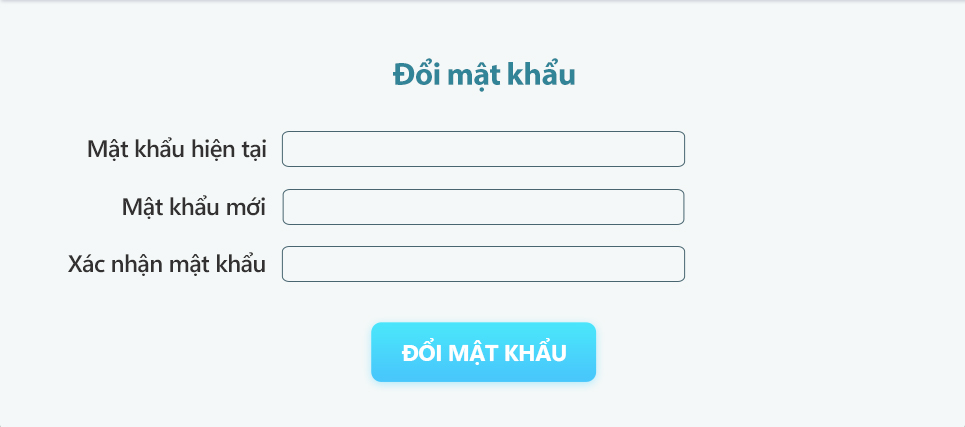 Đổi mật khẩu
Mật khẩu hiện tại
Mật khẩu mới
Xác nhận mật khẩu
ĐỔI MẬT KHẨU